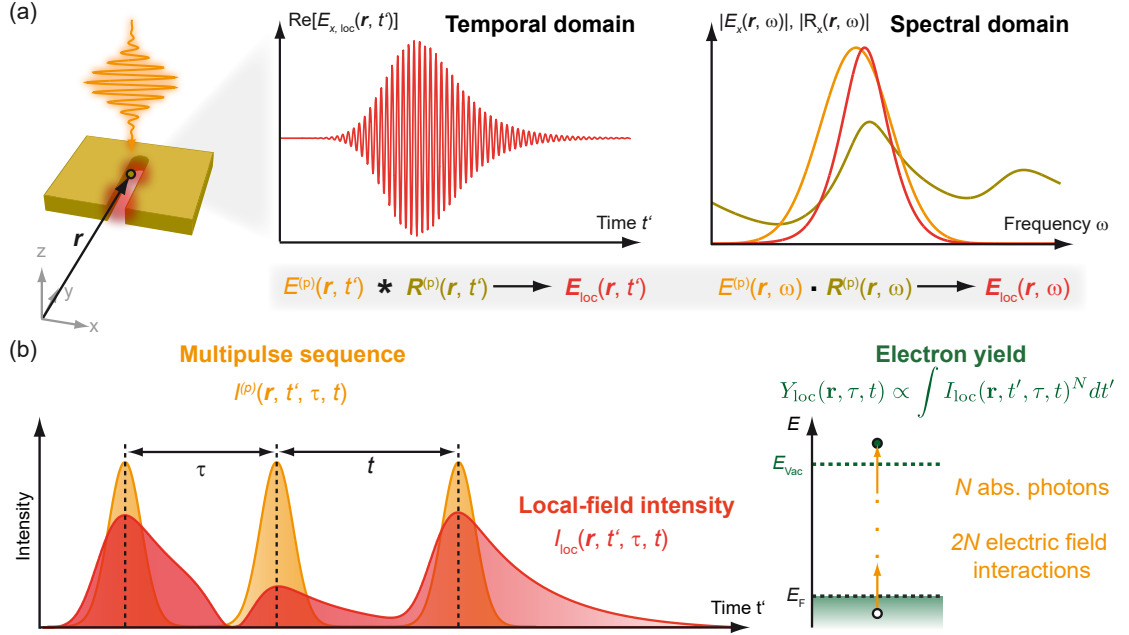 (a)
Re[E_x, loc(r, t‘)]
Temporal domain
Time t‘
|E_x(r, ω)|, |R_x(r, ω)|
Spectral domain
Frequency ω
r
z
y
x
E^(p)(r, t‘) * R^(p)(r, t‘) → E_loc(r, t‘)
E^(p)(r, ω) · R^(p)(r, ω) → E_loc(r, ω)
(b)
Multipulse sequence
I^(p)(r, t‘, τ, t)
Intensity
τ
t
Local-field intensity
I_loc(r, t‘, τ, t)
Time t‘
Electron yield
Y_loc(r, τ, t) ∝ ∫ I_loc(r, t′, τ, t)^N dt′
E
E_Vac
E_F
N abs. photons
2N electric field
interactions